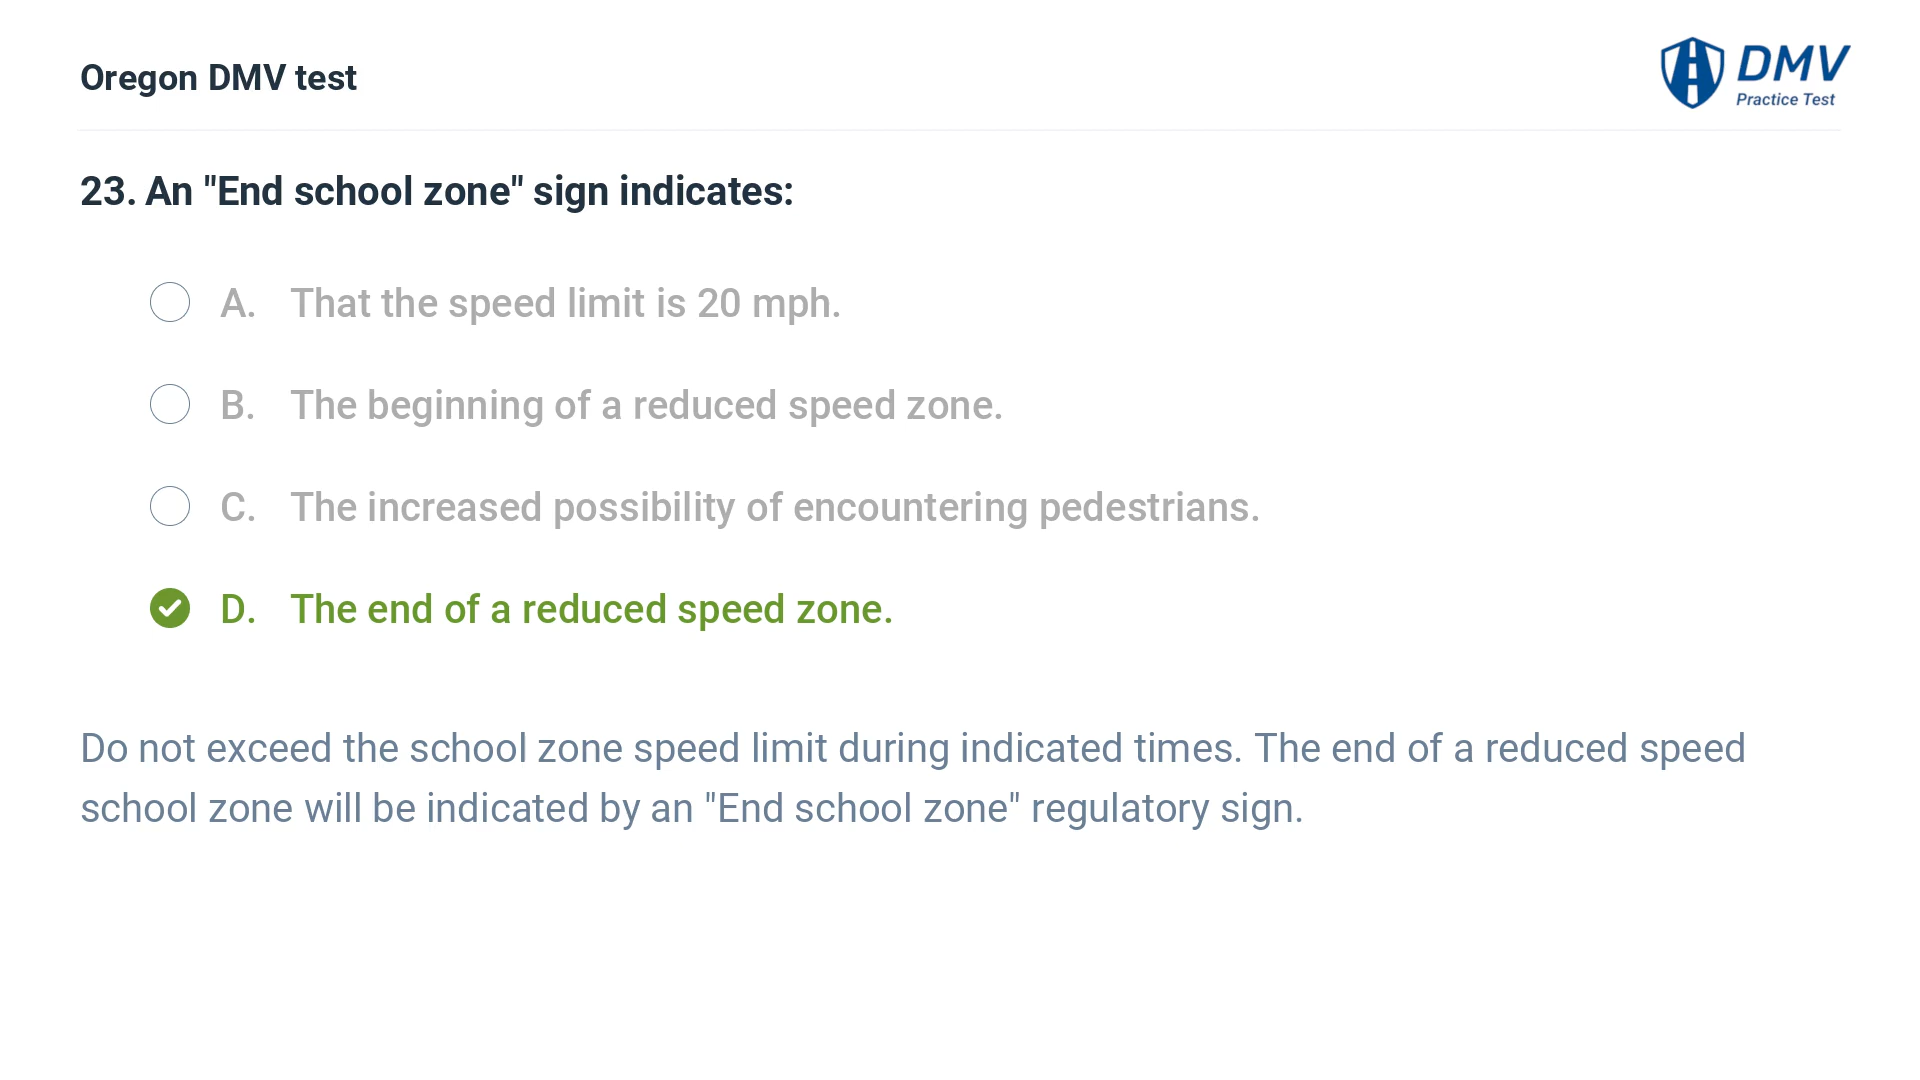 Oregon DMV test
DMV
Practice Test
23. An "End school zone" sign indicates:
A. That the speed limit is 20 mph.
B. The beginning of a reduced speed zone.
C. The increased possibility of encountering pedestrians.
D. The end of a reduced speed zone.
Do not exceed the school zone speed limit during indicated times. The end of a reduced speed
school zone will be indicated by an "End school zone" regulatory sign.